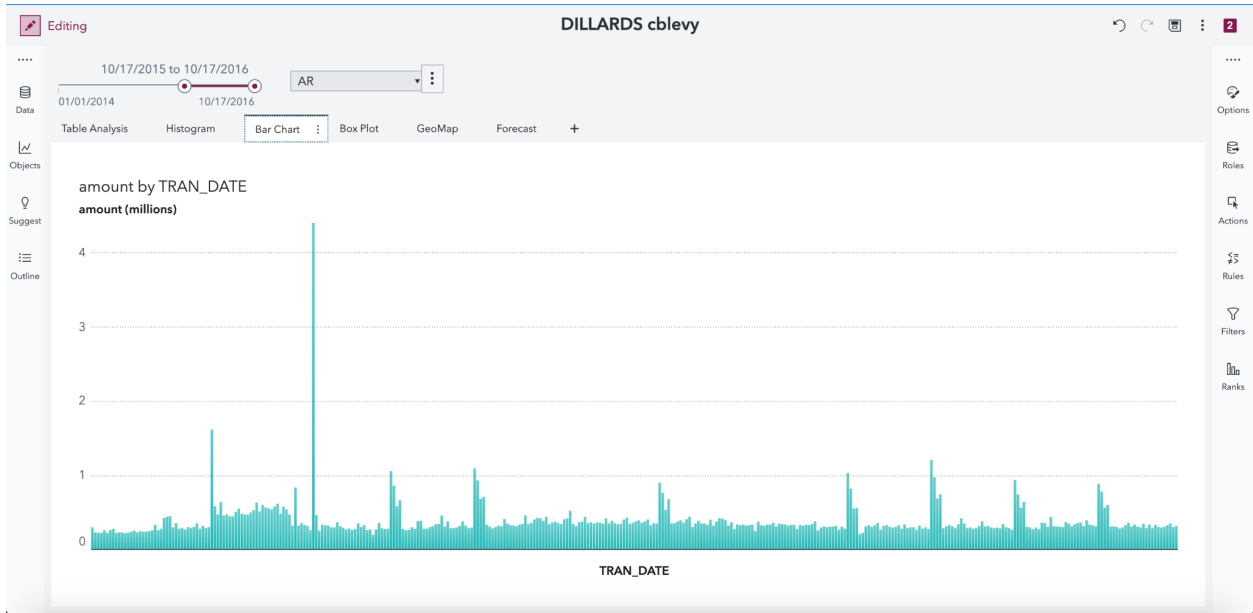 Editing
DILLARDS cblevy
2
10/17/2015 to 10/17/2016
01/01/2014
10/17/2016
AR
Data
Objects
Suggest
Outline
Table Analysis
Histogram
Bar Chart
Box Plot
GeoMap
Forecast
+
amount by TRAN_DATE
amount (millions)
4
3
2
1
0
TRAN_DATE
Options
Roles
Actions
Rules
Filters
Ranks